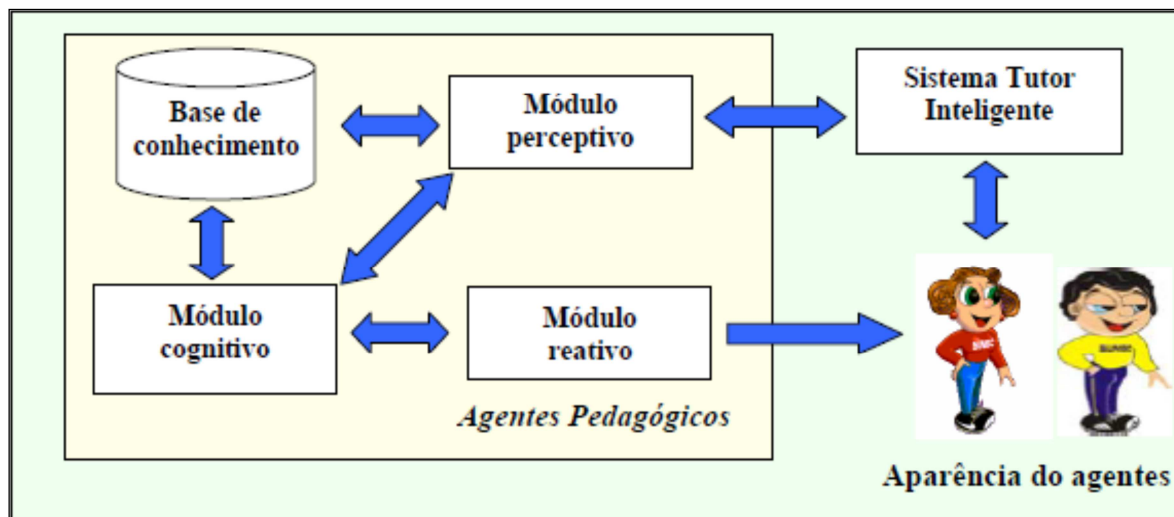 Base de
conhecimento
Módulo
perceptivo
Sistema Tutor
Inteligente
Módulo
cognitivo
Módulo
reativo
Agentes Pedagógicos
Aparência do agentes